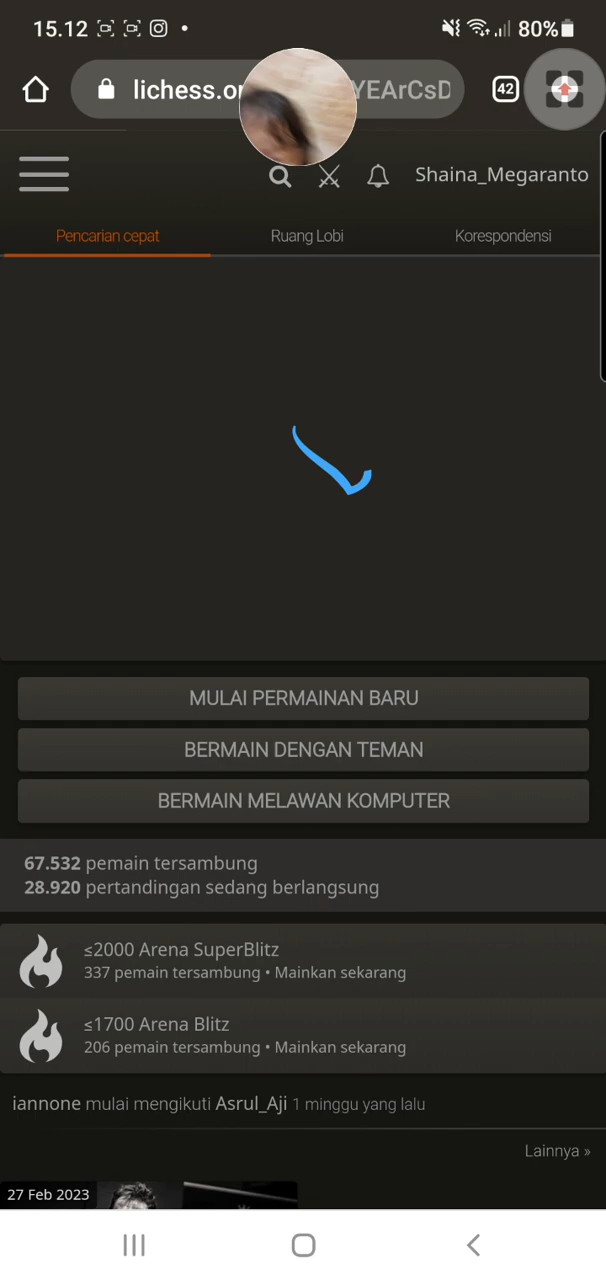 15.12
80%
lichess.or YEArCsD
42
Shaina_Megaranto
Pencarian cepat
Ruang Lobi
Korespondensi
MULAI PERMAINAN BARU
BERMAIN DENGAN TEMAN
BERMAIN MELAWAN KOMPUTER
67.532 pemain tersambung
28.920 pertandingan sedang berlangsung
≤2000 Arena SuperBlitz
337 pemain tersambung • Mainkan sekarang
≤1700 Arena Blitz
206 pemain tersambung • Mainkan sekarang
iannone mulai mengikuti Asrul_Aji 1 minggu yang lalu
Lainnya »
27 Feb 2023